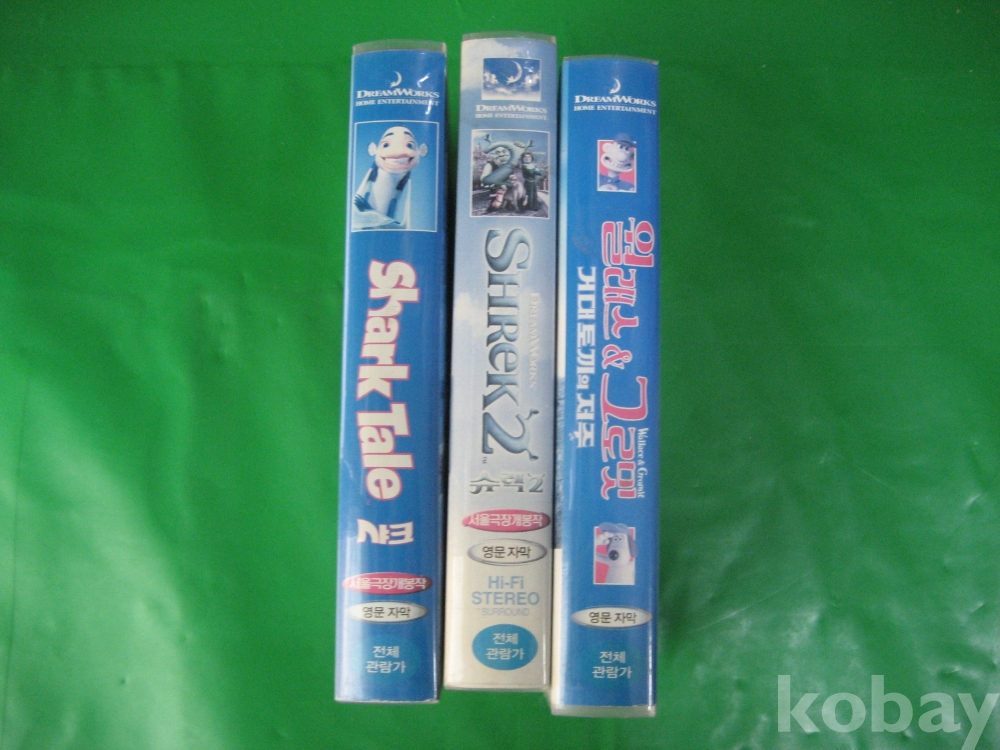 DREAMWORKS
HOME ENTERTAINMENT
Shark Tale
서울극장개봉작
영문 자막
전체
관람가
DREAMWORKS
HOME ENTERTAINMENT
DREAMWORKS
SHREK 2
슈렉 2
서울극장개봉작
영문 자막
Hi-Fi
STEREO
SURROUND
전체
관람가
DREAMWORKS
HOME ENTERTAINMENT
월래스 & 그로밋
Wallace & Gromit
거대 토끼의 저주
영문 자막
전체
관람가
kobay